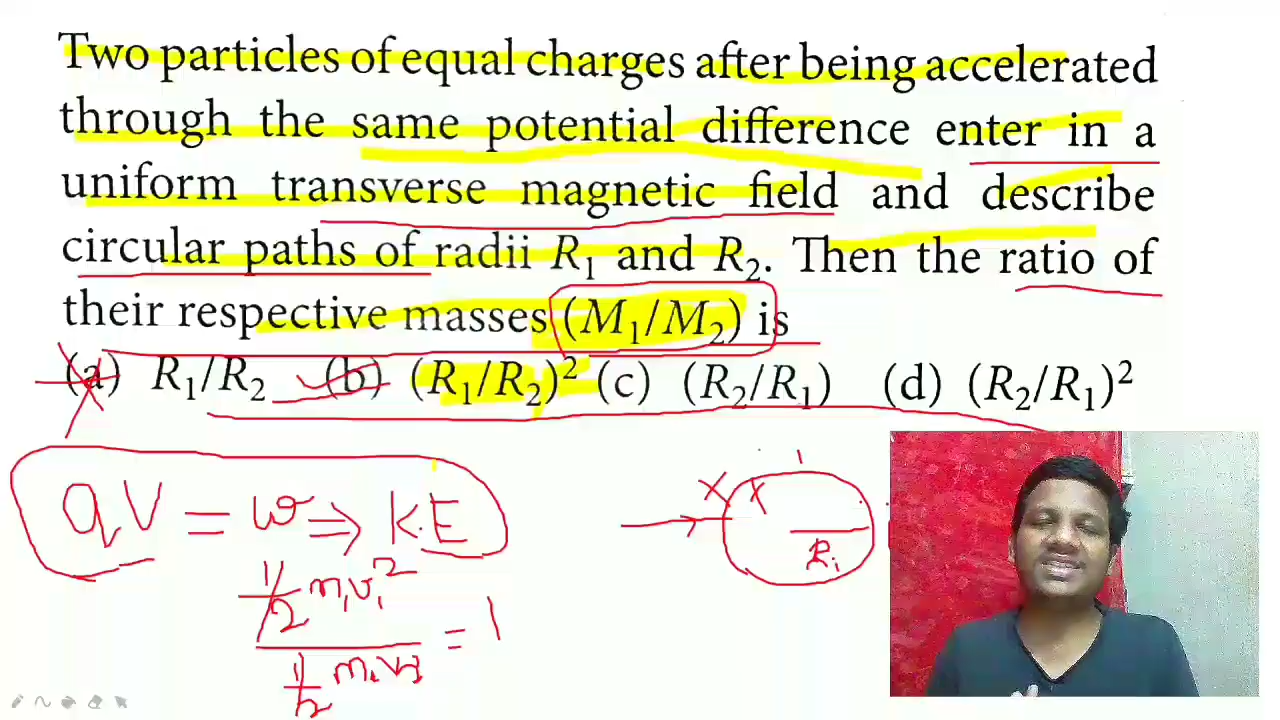 Two particles of equal charges after being accelerated
through the same potential difference enter in a
uniform transverse magnetic field and describe
circular paths of radii R₁ and R₂. Then the ratio of
their respective masses (M₁/M₂) is
(a) R₁/R₂ (b) (R₁/R₂)² (c) (R₂/R₁) (d) (R₂/R₁)²
qV = w ⇒ K.E
1/2 m₁v₁²
= 1
1/2
X X
R₁